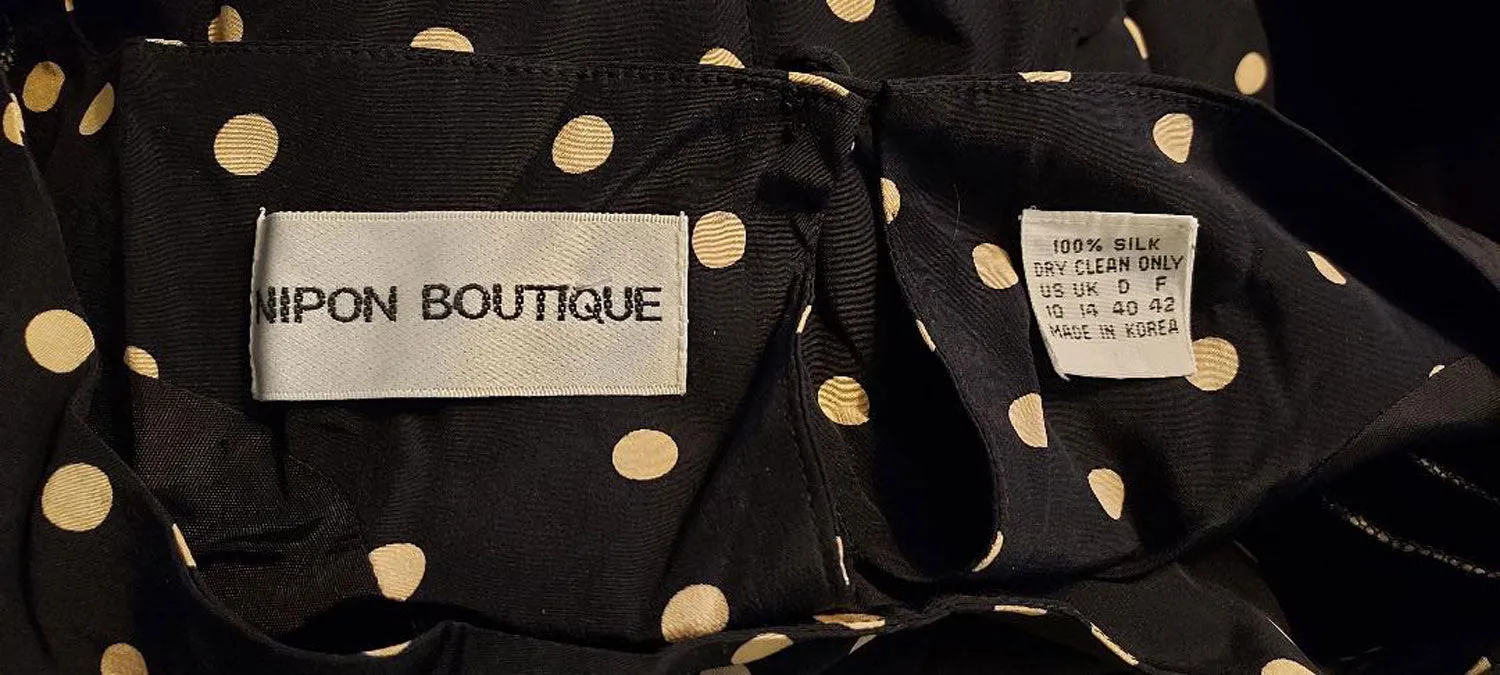 NIPON BOUTIQUE
100% SILK
DRY CLEAN ONLY
US UK D F
10 14 40 42
MADE IN KOREA